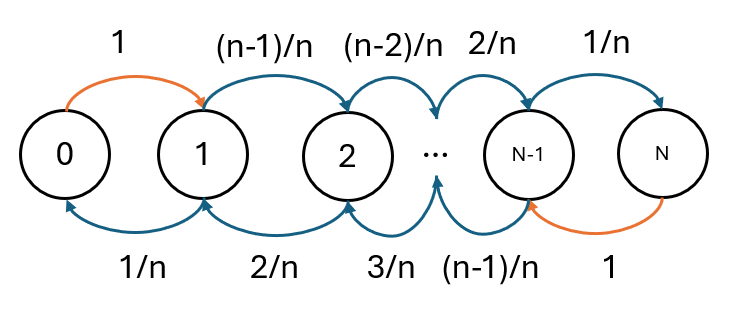 1 (n-1)/n (n-2)/n 2/n 1/n
0 1 2 ... N-1 N
1/n 2/n 3/n (n-1)/n 1